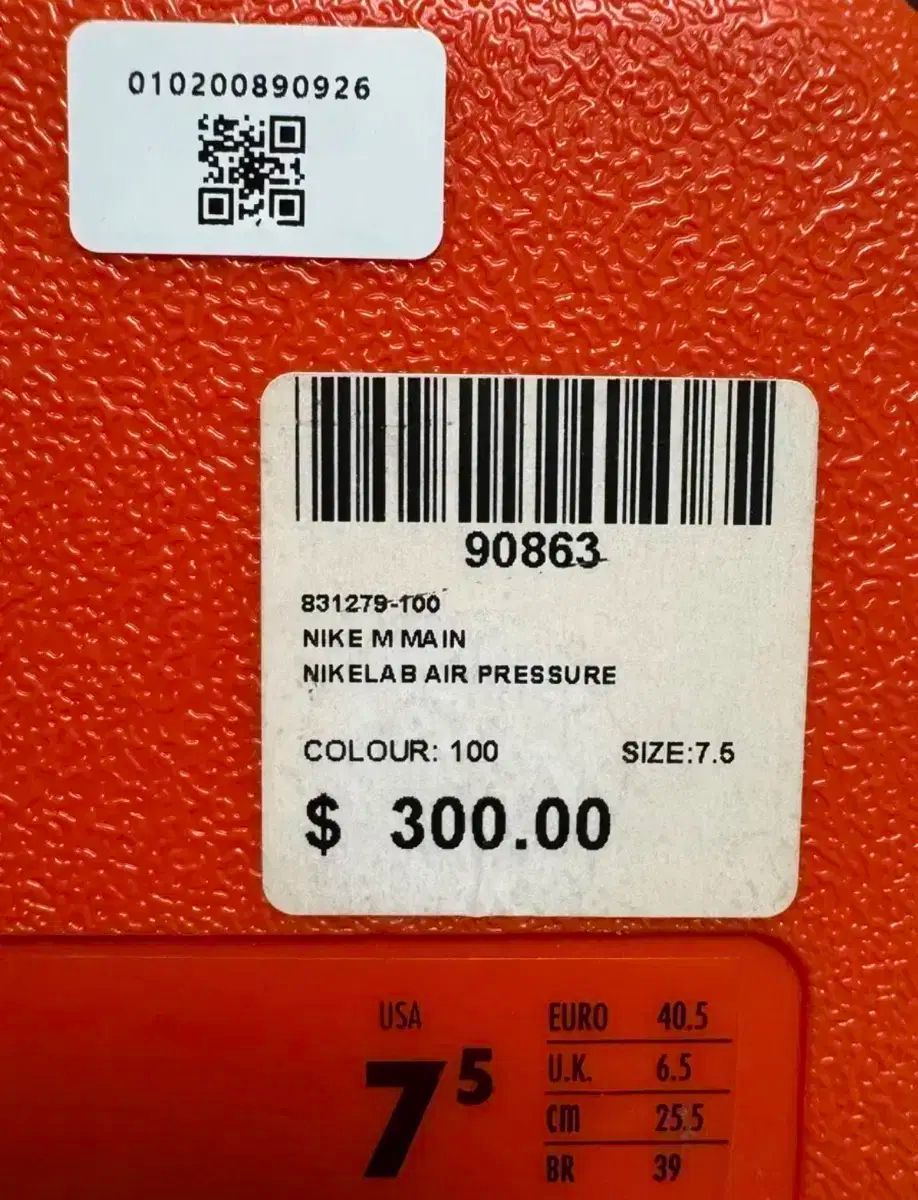 010200890926
90863
831279-100
NIKE M MAIN
NIKELAB AIR PRESSURE
COLOUR: 100 SIZE:7.5
$ 300.00
USA
7 5
EURO 40.5
U.K. 6.5
cm 25.5
BR 39